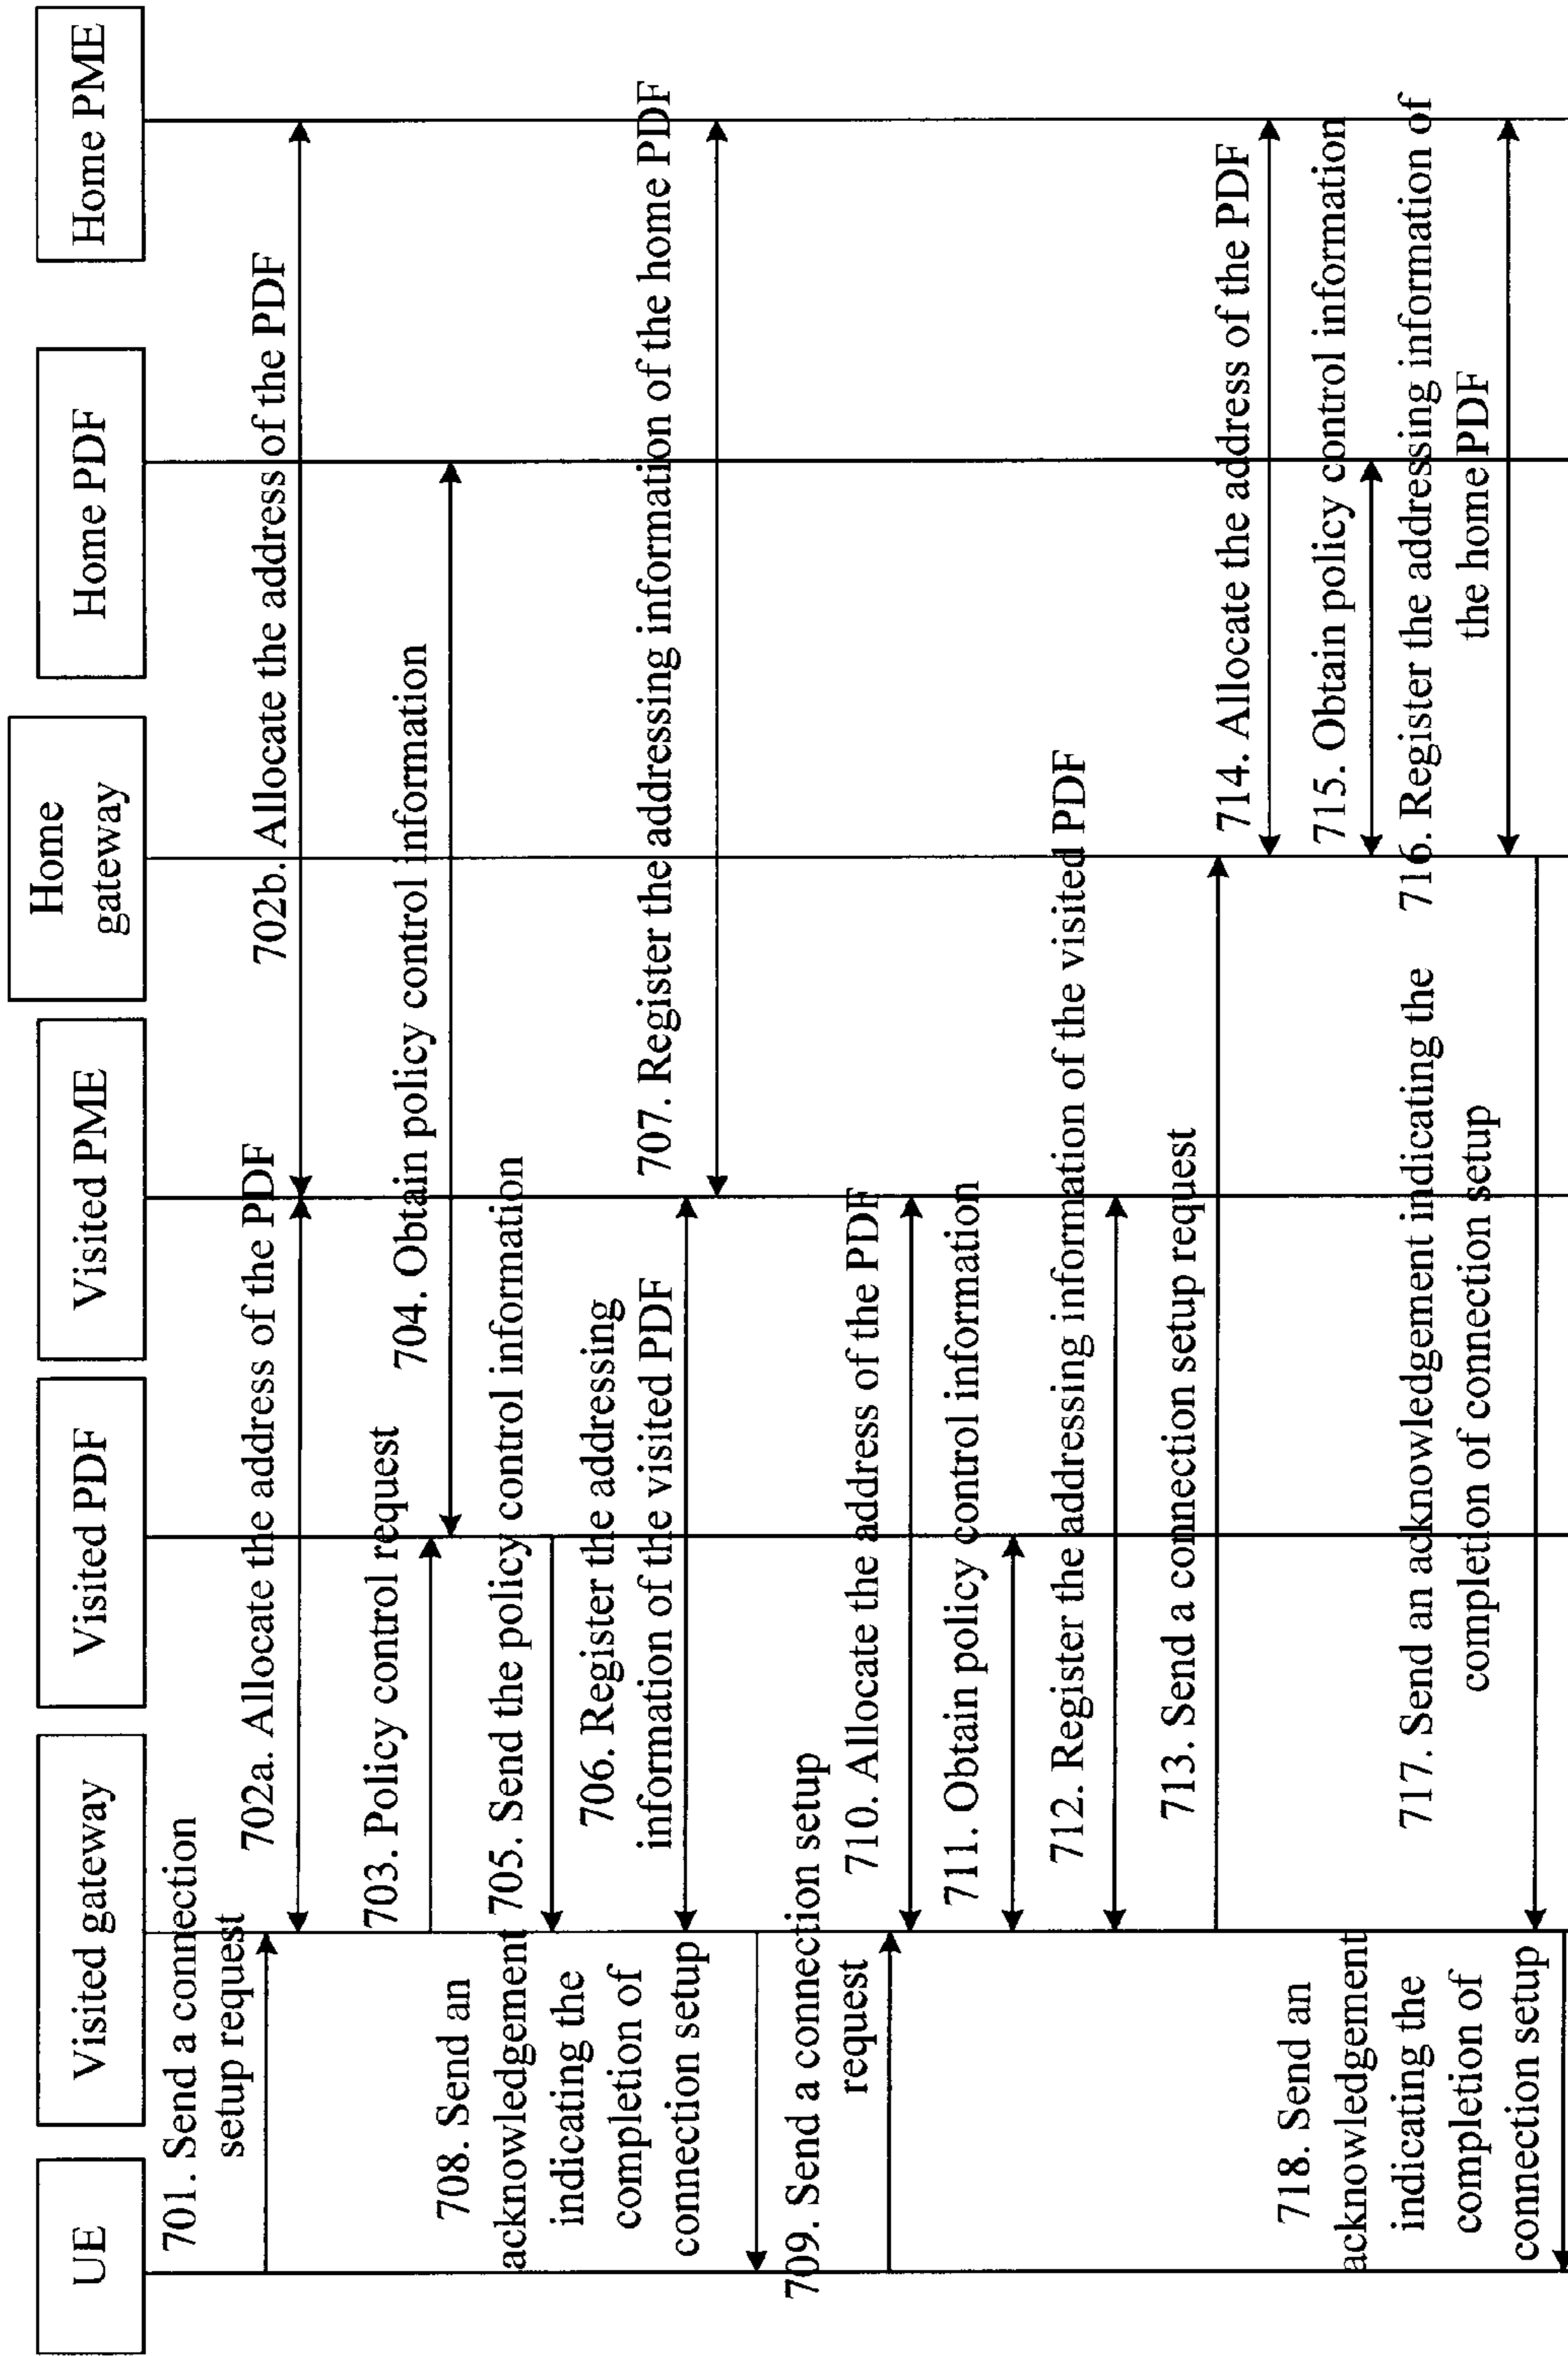 UE
Visited gateway
Visited PDF
Visited PME
Home
gateway
Home PDF
Home PME
701. Send a connection
setup request
702a. Allocate the address of the PDF
702b. Allocate the address of the PDF
703. Policy control request
704. Obtain policy control information
705. Send the policy control information
706. Register the addressing
information of the visited PDF
707. Register the addressing information of the home PDF
708. Send an
acknowledgement
indicating the
completion of
connection setup
709. Send a connection setup
request
710. Allocate the address of the PDF
711. Obtain policy control information
712. Register the addressing information of the visited PDF
713. Send a connection setup request
714. Allocate the address of the PDF
715. Obtain policy control information
716. Register the addressing information of
the home PDF
717. Send an acknowledgement indicating the
completion of connection setup
718. Send an
acknowledgement
indicating the
completion of
connection setup